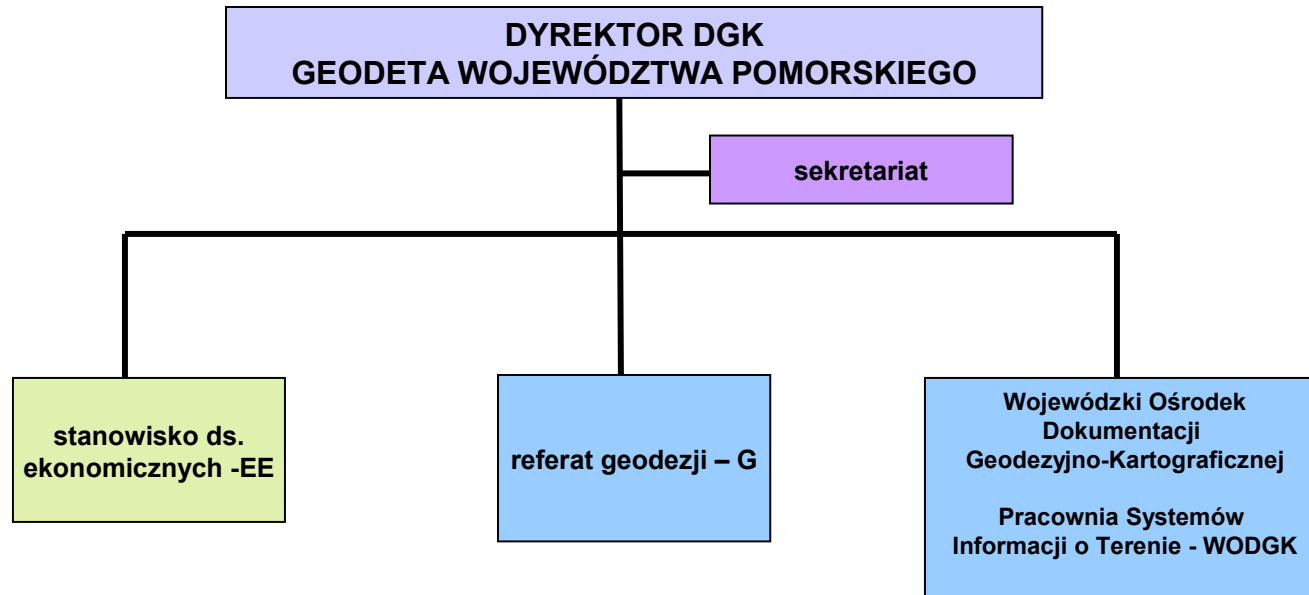 DYREKTOR DGK
GEODETA WOJEWÓDZTWA POMORSKIEGO
sekretariat
stanowisko ds.
ekonomicznych -EE
referat geodezji – G
Wojewódzki Ośrodek
Dokumentacji
Geodezyjno-Kartograficznej
Pracownia Systemów
Informacji o Terenie - WODGK